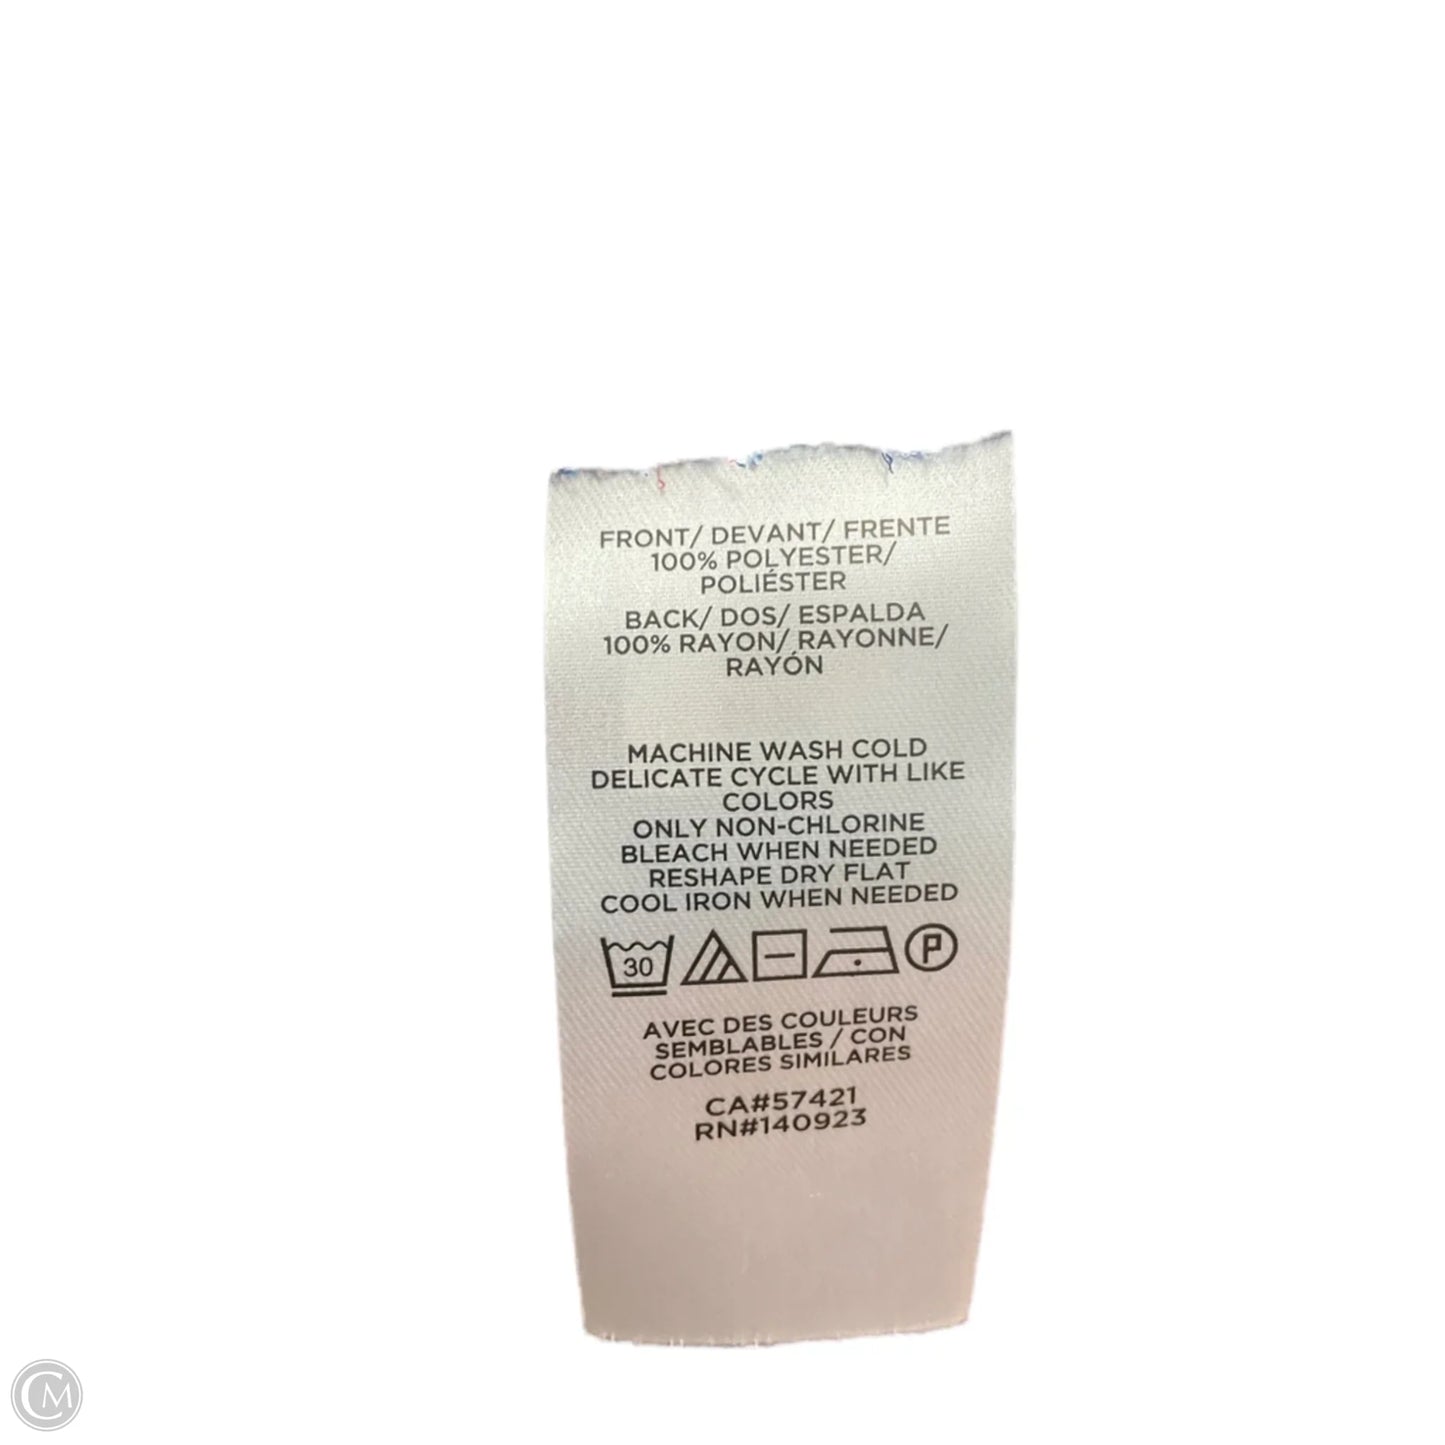 FRONT/ DEVANT/ FRENTE
100% POLYESTER/
POLIÉSTER
BACK/ DOS/ ESPALDA
100% RAYON/ RAYONNE/
RAYÓN
MACHINE WASH COLD
DELICATE CYCLE WITH LIKE
COLORS
ONLY NON-CHLORINE
BLEACH WHEN NEEDED
RESHAPE DRY FLAT
COOL IRON WHEN NEEDED
30 P
AVEC DES COULEURS
SEMBLABLES / CON
COLORES SIMILARES
CA#57421
RN#140923
CM